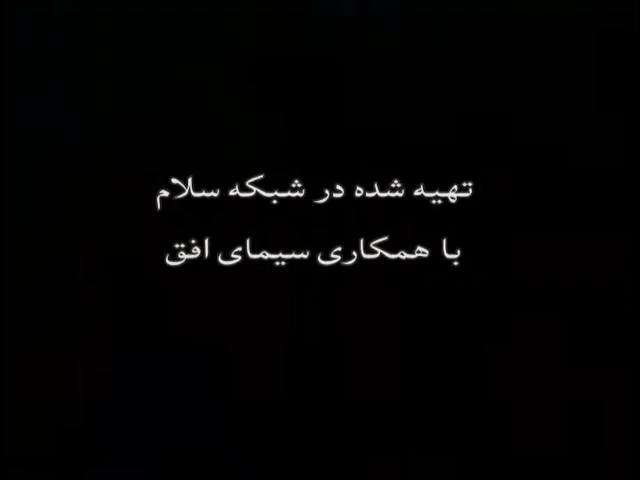 تهیه شده در شبکه سلام
با همکاری سیمای افق